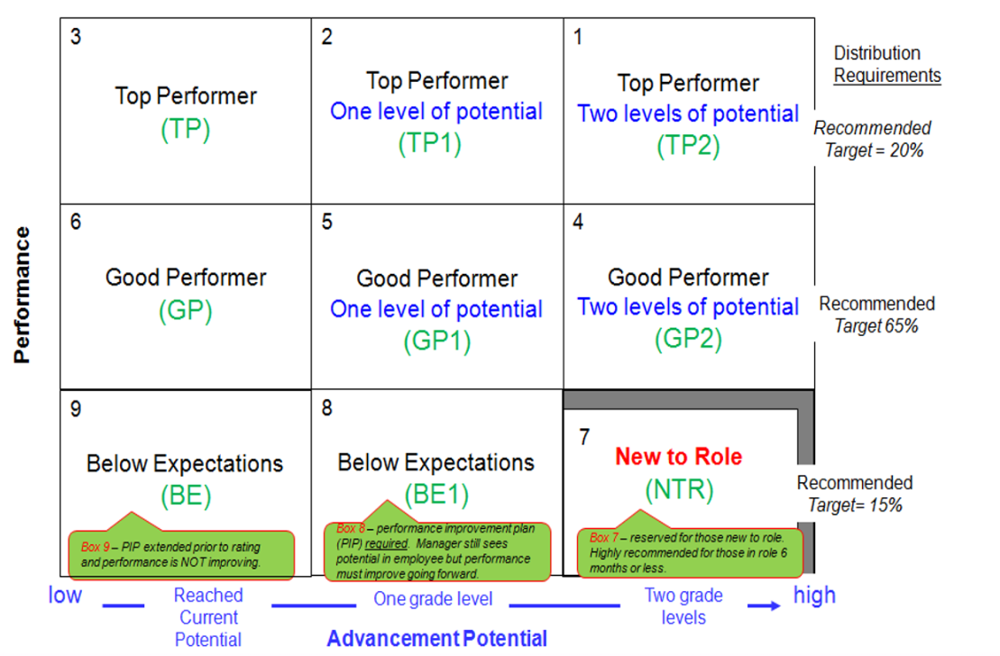 3
Top Performer
(TP)
2
Top Performer
One level of potential
(TP1)
1
Top Performer
Two levels of potential
(TP2)
Distribution
Requirements
Recommended
Target = 20%
Performance
6
Good Performer
(GP)
5
Good Performer
One level of potential
(GP1)
4
Good Performer
Two levels of potential
(GP2)
Recommended
Target 65%
9
Below Expectations
(BE)
Box 9 – PIP extended prior to rating
and performance is NOT improving.
8
Below Expectations
(BE1)
Box 8 – performance improvement plan
(PIP) required. Manager still sees
potential in employee but performance
must improve going forward.
7
New to Role
(NTR)
Box 7 – reserved for those new to role.
Highly recommended for those in role 6
months or less.
Recommended
Target= 15%
low
Reached
Current
Potential
One grade level
Two grade
levels
high
Advancement Potential